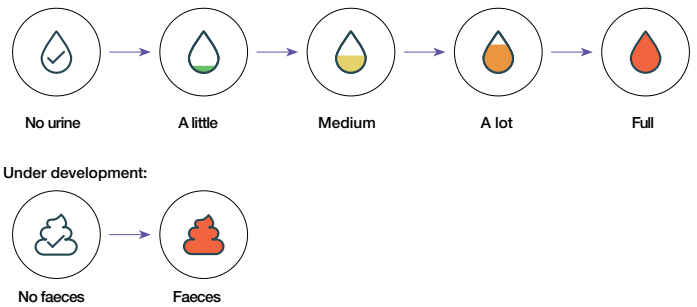 No urine
A little
Medium
A lot
Full
Under development:
No faeces
Faeces